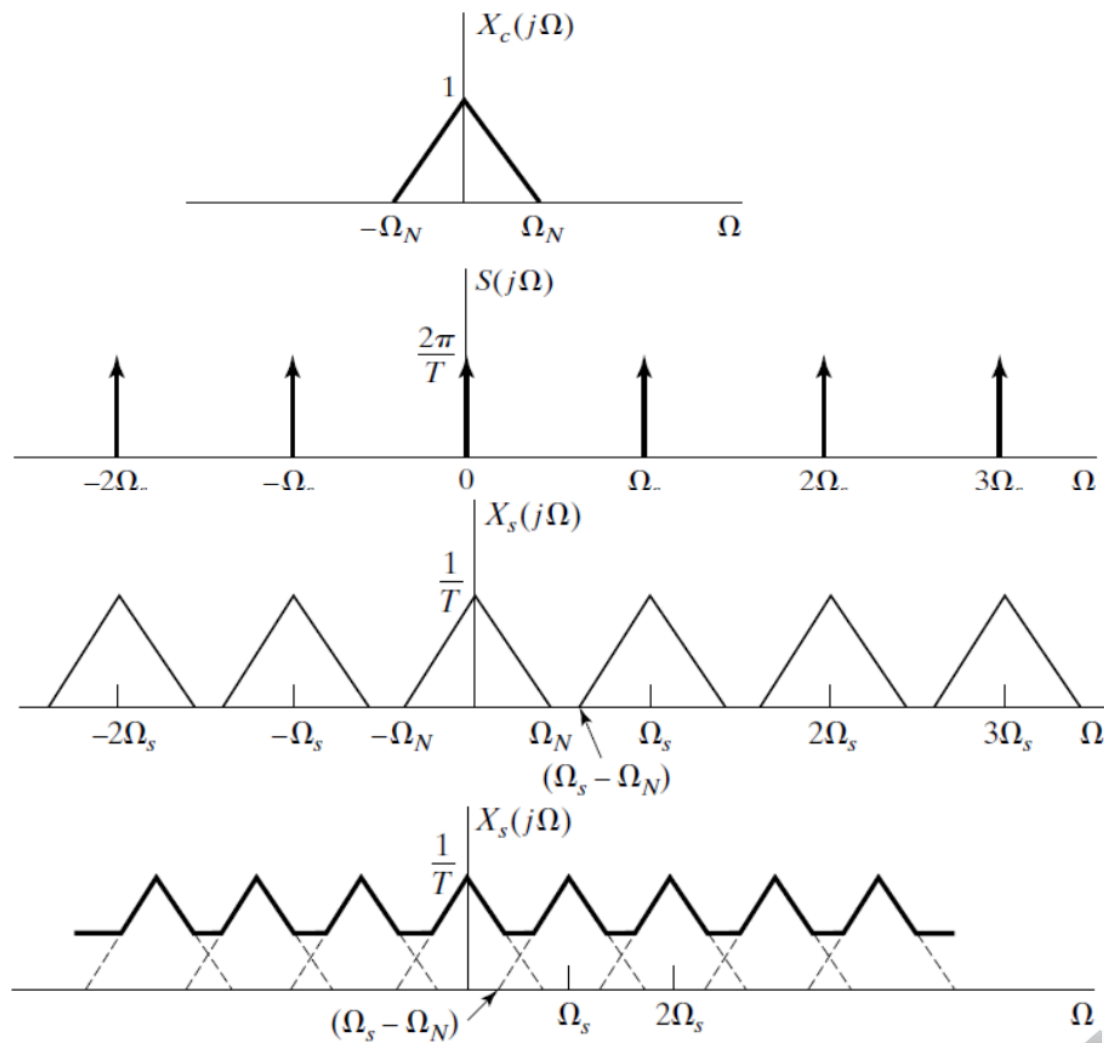 X_c(jΩ)
1
−Ω_N Ω_N Ω
S(jΩ)
2π/T
0 Ω
X_s(jΩ)
1/T
−2Ω_s −Ω_s −Ω_N Ω_N Ω_s 2Ω_s 3Ω_s Ω
(Ω_s − Ω_N)
X_s(jΩ)
1/T
(Ω_s − Ω_N) Ω_s 2Ω_s Ω